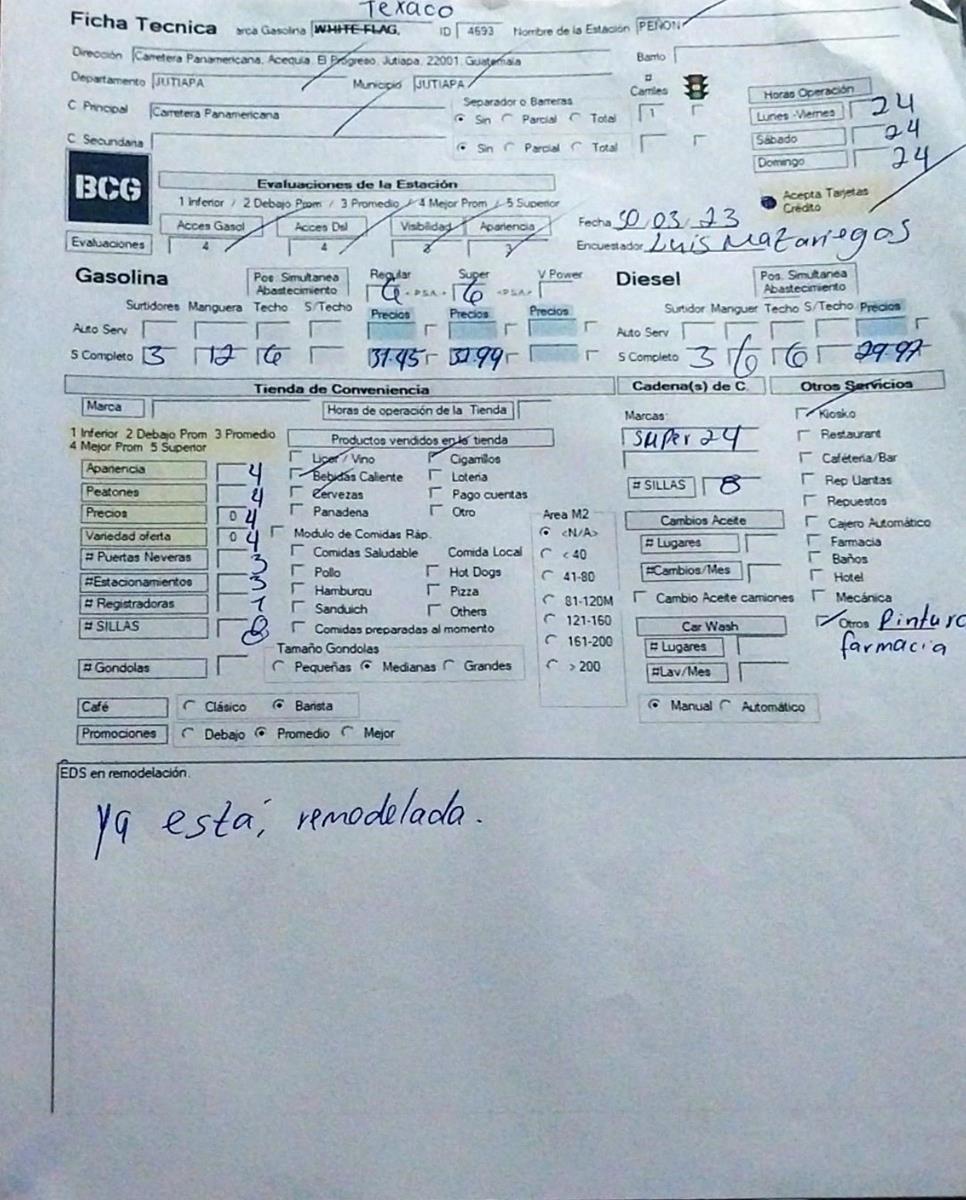 Texaco
Ficha Tecnica arca Gasolina WHITE FLAG, ID 4693 Nombre de la Estación PEÑON
Dirección Carretera Panamericana, Acequia, El Progreso, Jutiapa, 22001, Guatemala Barrio
Departamento JUTIAPA Municipio JUTIAPA # Carriles
C. Principal Carretera Panamericana Separador o Barreras Sin Parcial Total 1
C. Secundaria Sin Parcial Total
Horas Operación
Lunes -Viernes 24
Sábado 24
Domingo 24
BCG
Evaluaciones de la Estación
1 Inferior / 2 Debajo Prom / 3 Promedio / 4 Mejor Prom / 5 Superior
Acces Gasol Acces Dsl Visibilidad Apariencia
Evaluaciones 4 4 3
Acepta Tarjetas Crédito
Fecha 30/03/23
Encuestador Luis Mazariegos
Gasolina Pos. Simultanea Abastecimiento Regular 6 <PSA> Super 6 <PSA> V Power
Surtidores Manguera Techo S/Techo Precios Precios Precios
Auto Serv
S Completo 3 12 6 31.45 32.94
Diesel Pos. Simultanea Abastecimiento
Surtidor Manguer Techo S/Techo Precios
Auto Serv
S Completo 3 6 6 29.97
Tienda de Conveniencia
Marca Horas de operación de la Tienda
1 Inferior 2 Debajo Prom 3 Promedio
4 Mejor Prom 5 Superior
Apariencia 4
Peatones 4
Precios 0 4
Variedad oferta 0 4
# Puertas Neveras 3
#Estacionamientos 3
# Registradoras 1
# SILLAS 8
# Gondolas
Productos vendidos en la tienda
Licor / Vino Cigarrillos
Bebidas Caliente Loteria
Cervezas Pago cuentas
Panaderia Otro
Modulo de Comidas Ráp.
Comidas Saludable Comida Local
Pollo Hot Dogs
Hamburqu Pizza
Sanduich Others
Comidas preparadas al momento
Tamaño Gondolas
Pequeñas Medianas Grandes
Area M2
<N/A>
< 40
41-80
81-120M
121-160
161-200
> 200
Café Clásico Barista
Promociones Debajo Promedio Mejor
Cadena(s) de C.
Marcas:
super 24
# SILLAS 8
Cambios Aceite
# Lugares
#Cambios/Mes
Cambio Aceite camiones
Car Wash
# Lugares
#Lav/Mes
Manual Automático
Otros Servicios
Kiosko
Restaurant
Cafeteria/Bar
Rep Llantas
Repuestos
Cajero Automático
Farmacia
Baños
Hotel
Mecánica
Otros Pintura
farmacia
EDS en remodelación.
Ya está, remodelada.